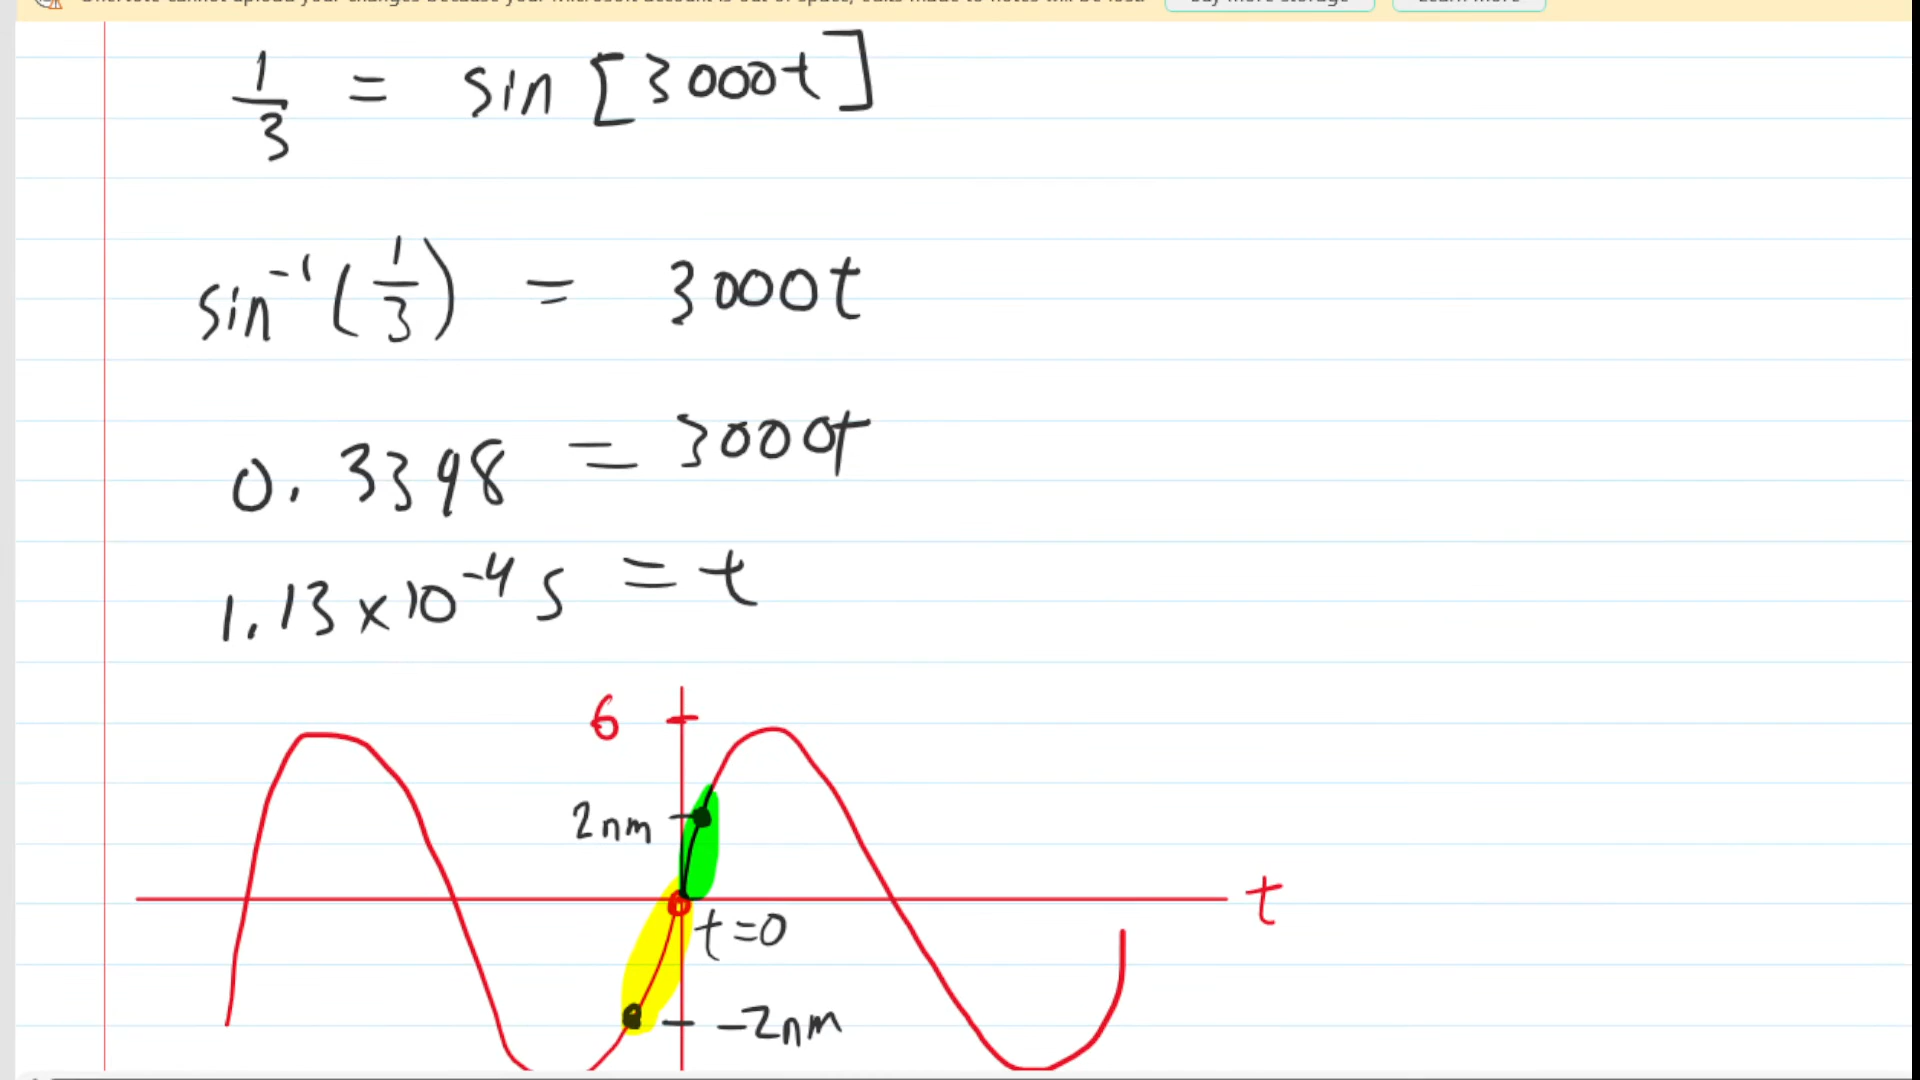 1/3 = sin [3000t]
sin⁻¹(1/3) = 3000t
0.3398 = 3000t
1.13 × 10⁻⁴ s = t
6
2nm
t
t=0
-2nm